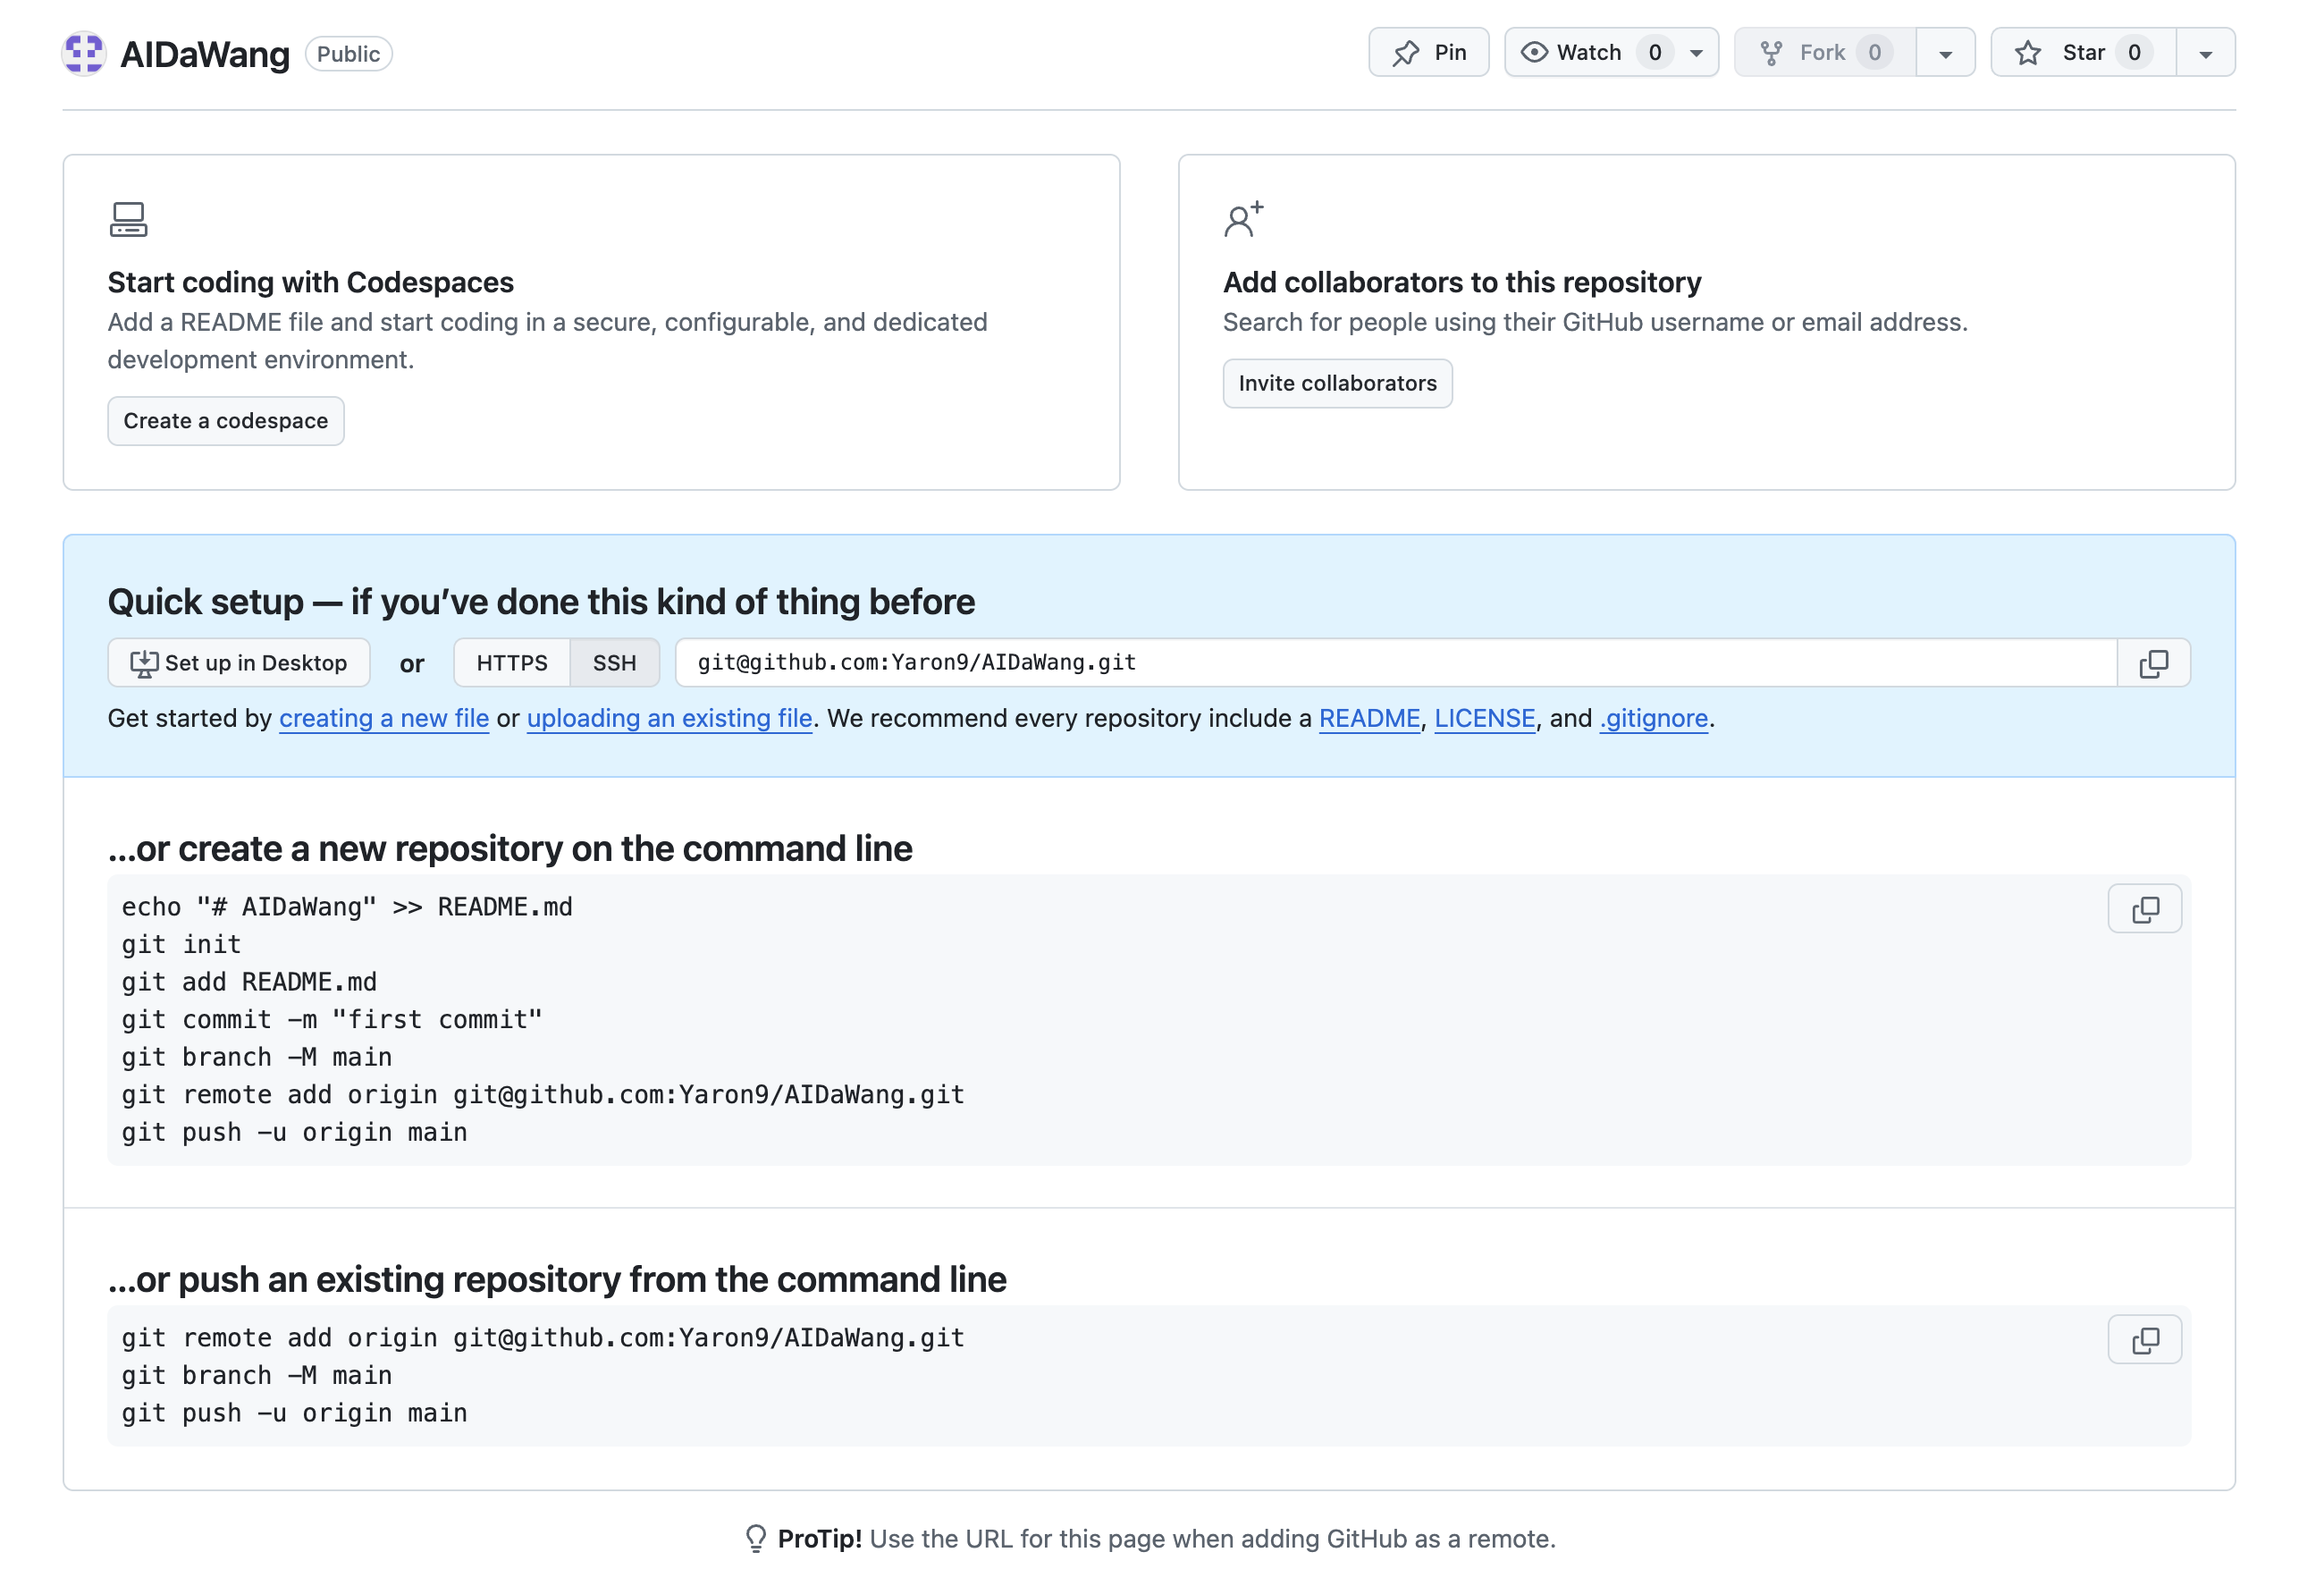 AIDaWang Public
Pin
Watch 0
Fork 0
Star 0
Start coding with Codespaces
Add a README file and start coding in a secure, configurable, and dedicated
development environment.
Create a codespace
Add collaborators to this repository
Search for people using their GitHub username or email address.
Invite collaborators
Quick setup — if you’ve done this kind of thing before
Set up in Desktop or HTTPS SSH git@github.com:Yaron9/AIDaWang.git
Get started by creating a new file or uploading an existing file. We recommend every repository include a README, LICENSE, and .gitignore.
…or create a new repository on the command line
echo "# AIDaWang" >> README.md
git init
git add README.md
git commit -m "first commit"
git branch -M main
git remote add origin git@github.com:Yaron9/AIDaWang.git
git push -u origin main
…or push an existing repository from the command line
git remote add origin git@github.com:Yaron9/AIDaWang.git
git branch -M main
git push -u origin main
ProTip! Use the URL for this page when adding GitHub as a remote.